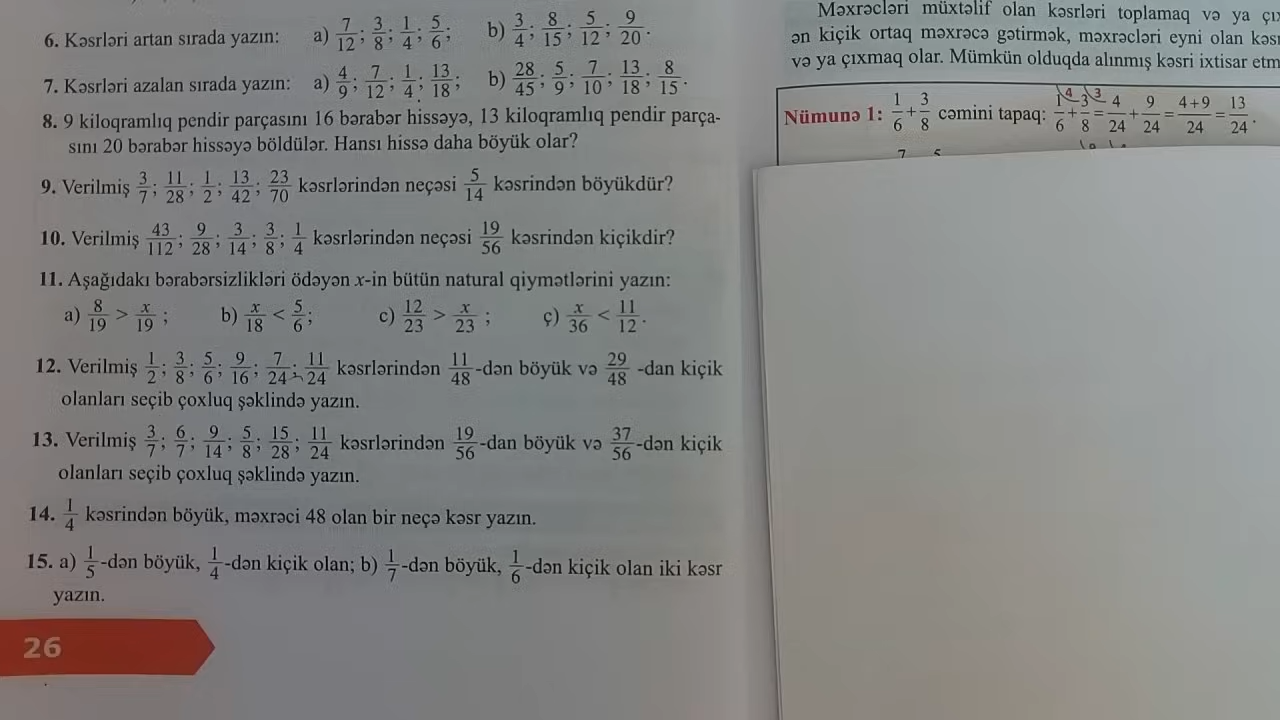 6. Kəsrləri artan sırada yazın: a) 7/12; 3/8; 1/4; 5/6; b) 3/4; 8/15; 5/12; 9/20.
7. Kəsrləri azalan sırada yazın: a) 4/9; 7/12; 1/4; 13/18; b) 28/45; 5/9; 7/10; 13/18; 8/15.
8. 9 kiloqramlıq pendir parçasını 16 bərabər hissəyə, 13 kiloqramlıq pendir parça-
sını 20 bərabər hissəyə böldülər. Hansı hissə daha böyük olar?
9. Verilmiş 3/7; 11/28; 1/2; 13/42; 23/70 kəsrlərindən neçəsi 5/14 kəsrindən böyükdür?
10. Verilmiş 43/112; 9/28; 3/14; 3/8; 1/4 kəsrlərindən neçəsi 19/56 kəsrindən kiçikdir?
11. Aşağıdakı bərabərsizlikləri ödəyən x-in bütün natural qiymətlərini yazın:
a) 8/19 > x/19; b) x/18 < 5/6; c) 12/23 > x/23; ç) x/36 < 11/12.
12. Verilmiş 1/2; 3/8; 5/6; 9/16; 7/24; 11/24 kəsrlərindən 11/48-dən böyük və 29/48-dan kiçik
olanları seçib çoxluq şəklində yazın.
13. Verilmiş 3/7; 6/7; 9/14; 5/8; 15/28; 11/24 kəsrlərindən 19/56-dan böyük və 37/56-dən kiçik
olanları seçib çoxluq şəklində yazın.
14. 1/4 kəsrindən böyük, məxrəci 48 olan bir neçə kəsr yazın.
15. a) 1/5-dən böyük, 1/4-dən kiçik olan; b) 1/7-dən böyük, 1/6-dən kiçik olan iki kəsr
yazın.
26
Məxrəcləri müxtəlif olan kəsrləri toplamaq və ya
ən kiçik ortaq məxrəcə gətirmək, məxrəcləri eyni olan
və ya çıxmaq olar. Mümkün olduqda alınmış kəsri ixtisar
Nümunə 1: 1/6 + 3/8 cəmini tapaq: 1/6 + 3/8 = 4/24 + 9/24 = 4+9/24 = 13/24.
4 3
7 5